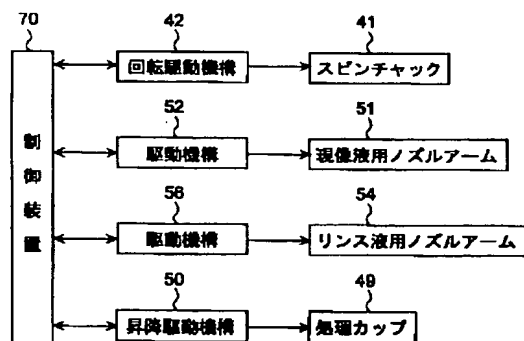 70
制御装置
42
回転駆動機構
41
スピンチャック
52
駆動機構
51
現像液用ノズルアーム
56
駆動機構
54
リンス液用ノズルアーム
50
昇降駆動機構
49
処理カップ